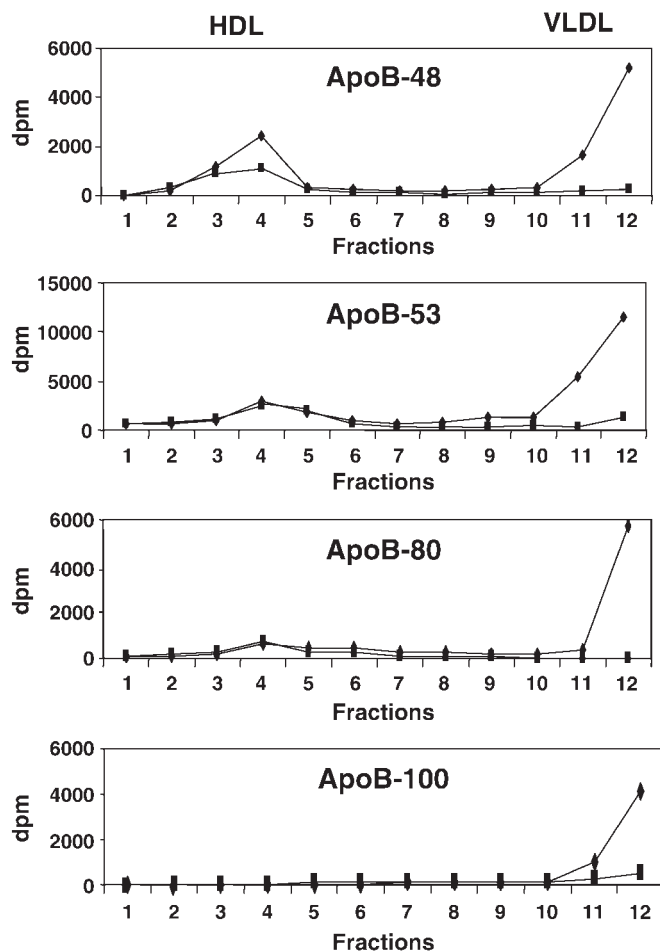 HDL VLDL
ApoB-48
dpm
6000
4000
2000
0
1 2 3 4 5 6 7 8 9 10 11 12
Fractions
ApoB-53
dpm
15000
10000
5000
0
1 2 3 4 5 6 7 8 9 10 11 12
Fractions
ApoB-80
dpm
6000
4000
2000
0
1 2 3 4 5 6 7 8 9 10 11 12
Fractions
ApoB-100
dpm
6000
4000
2000
0
1 2 3 4 5 6 7 8 9 10 11 12
Fractions